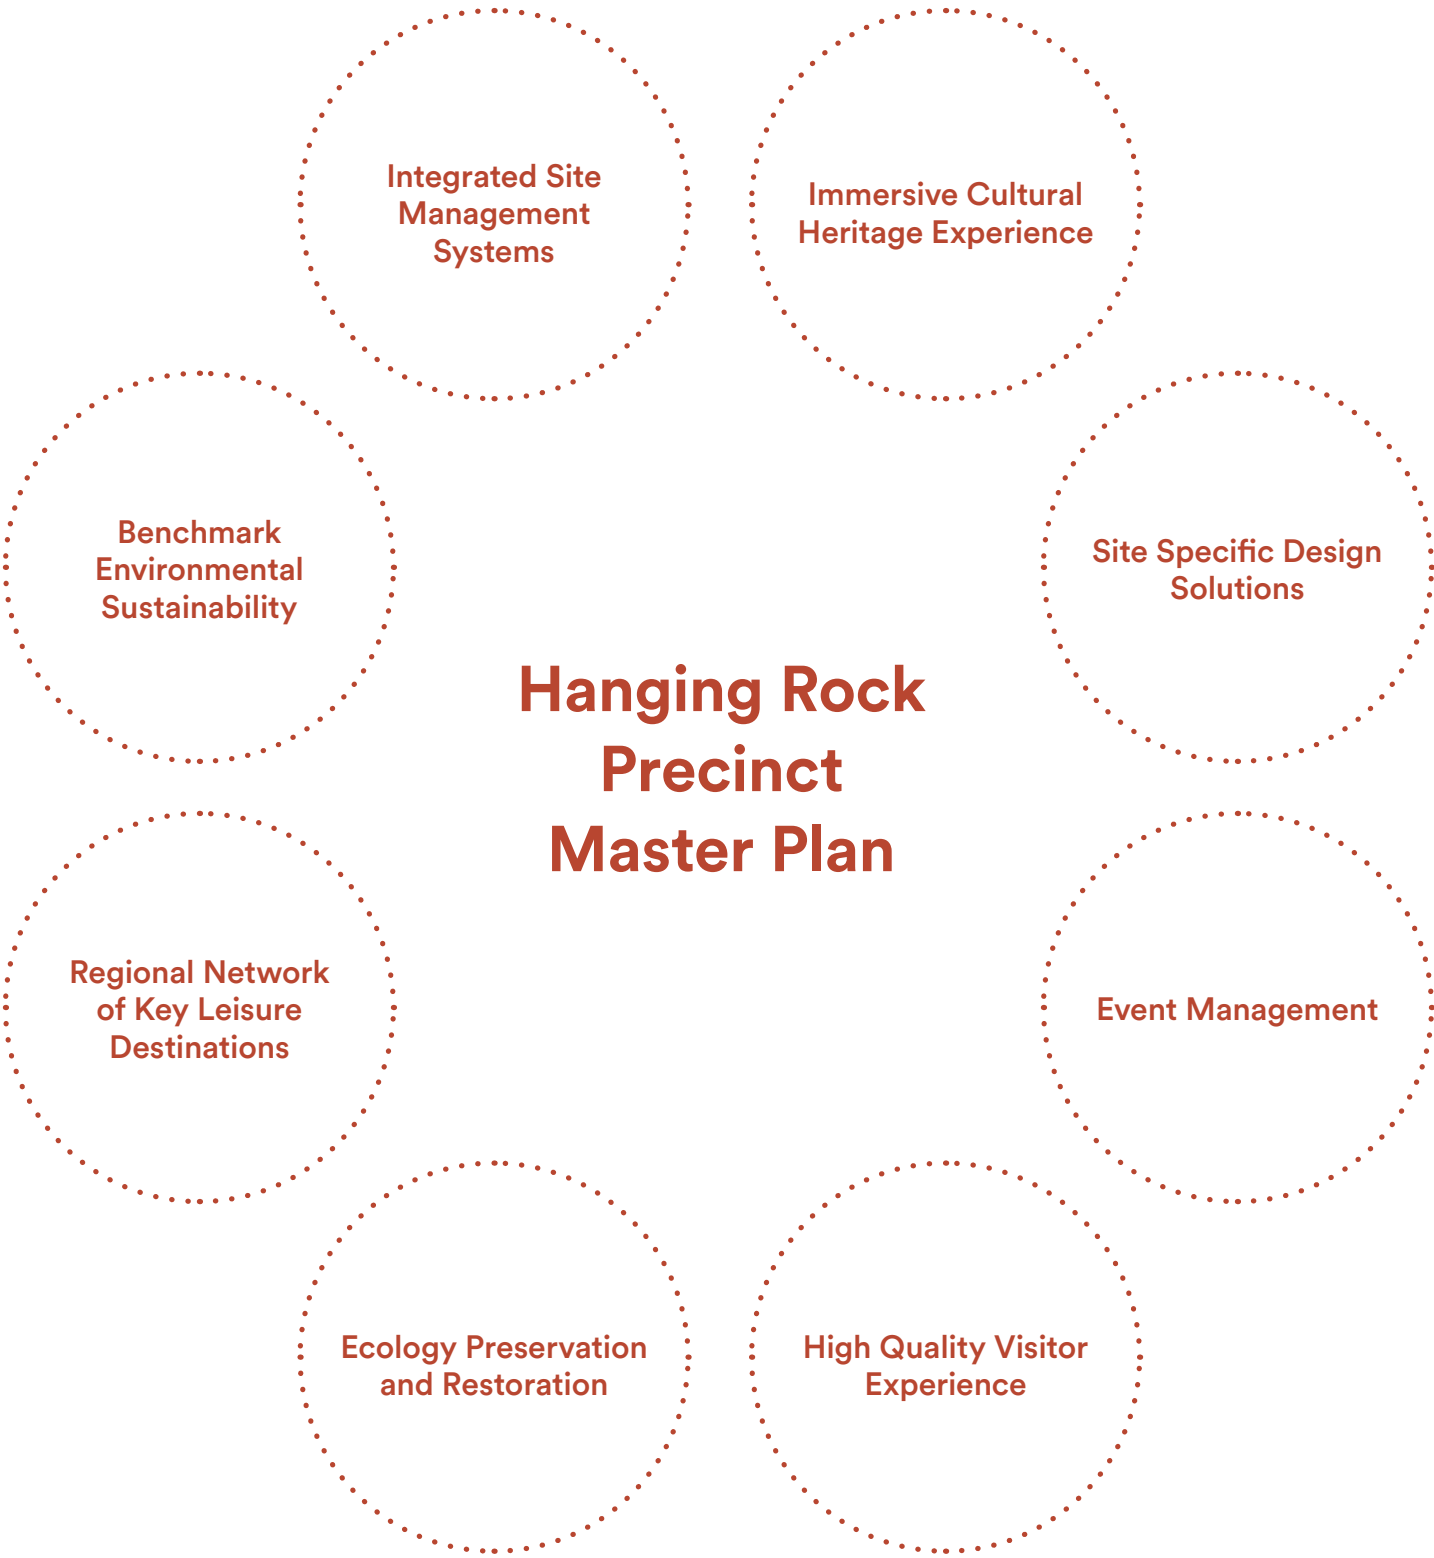 Integrated Site
Management
Systems
Immersive Cultural
Heritage Experience
Benchmark
Environmental
Sustainability
Site Specific Design
Solutions
Hanging Rock
Precinct
Master Plan
Regional Network
of Key Leisure
Destinations
Event Management
Ecology Preservation
and Restoration
High Quality Visitor
Experience